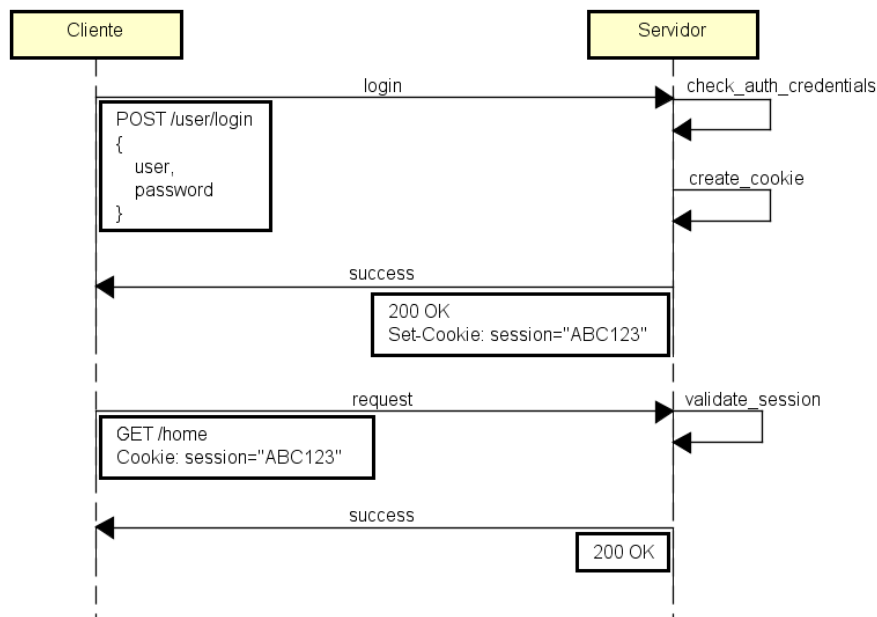 Cliente
Servidor
login
check_auth_credentials
POST /user/login
{
user,
password
}
create_cookie
success
200 OK
Set-Cookie: session="ABC123"
request
validate_session
GET /home
Cookie: session="ABC123"
success
200 OK